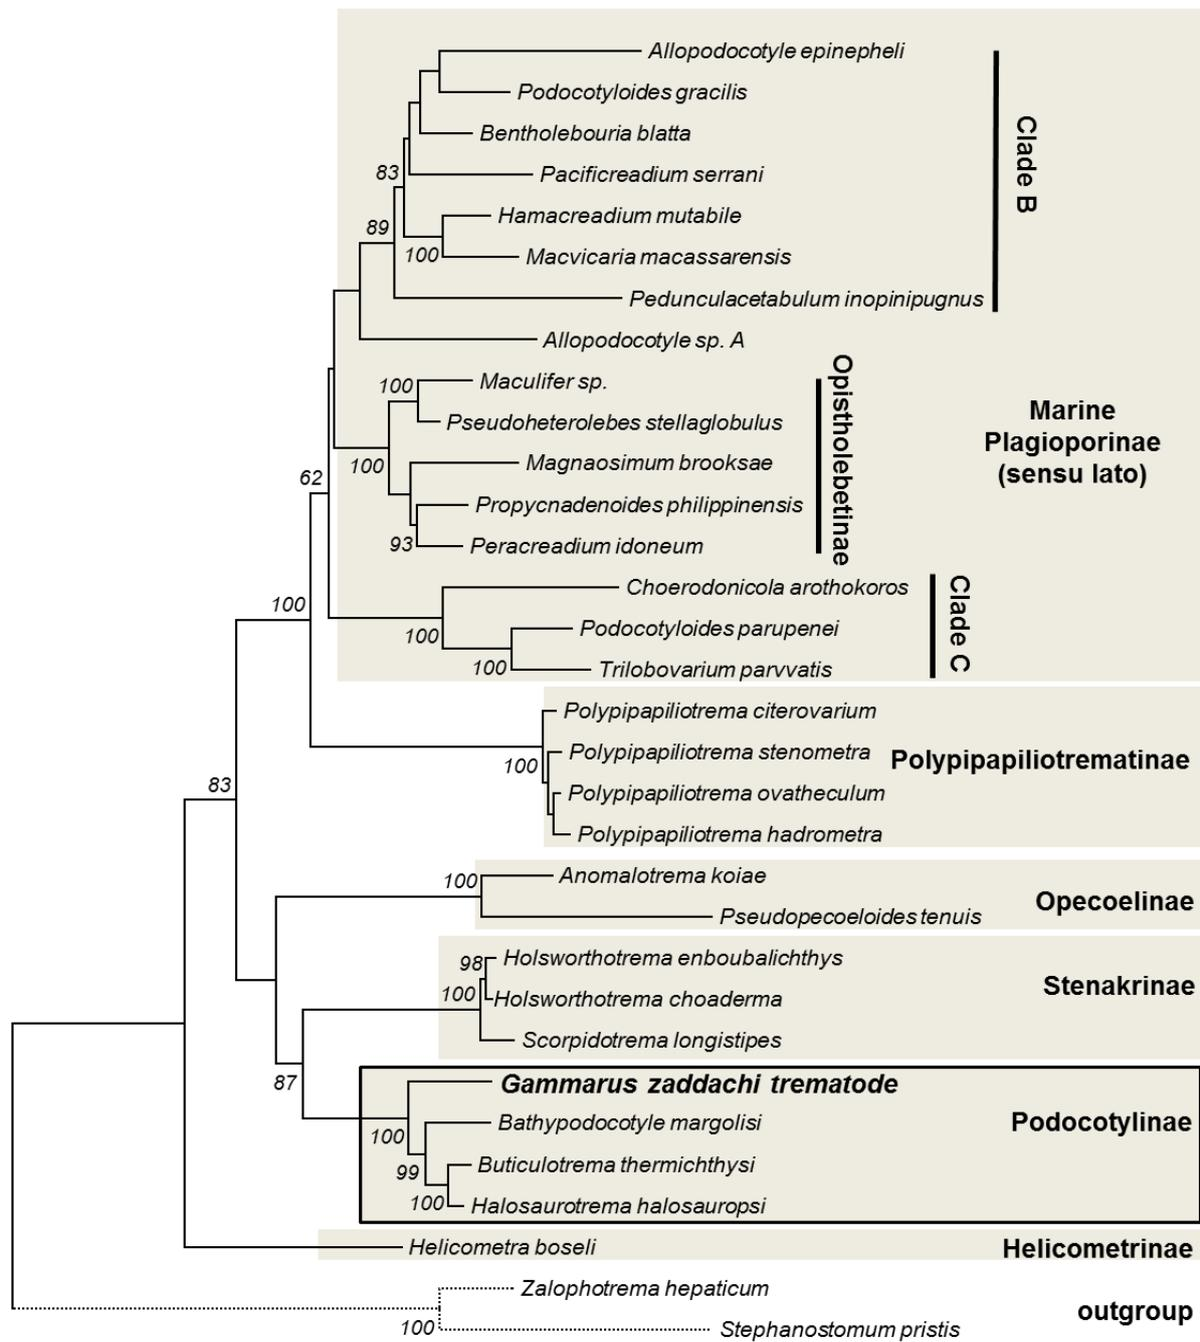 Allopodocotyle epinepheli
Podocotyloides gracilis
Bentholebouria blatta
83
Pacificreadium serrani
Clade B
89
Hamacreadium mutabile
100
Macvicaria macassarensis
Pedunculacetabulum inopinipugnus
Allopodocotyle sp. A
100
Maculifer sp.
Pseudoheterolebes stellaglobulus
100
Magnaosimum brooksae
62
Propycnadenoides philippinensis
93
Peracreadium idoneum
Opistholebetinae
Marine
Plagioporinae
(sensu lato)
100
Choerodonicola arothokoros
100
Podocotyloides parupenei
100
Trilobovarium parvvatis
Clade C
Polypipapiliotrema citerovarium
100
Polypipapiliotrema stenometra
Polypipapiliotrematinae
83
Polypipapiliotrema ovatheculum
Polypipapiliotrema hadrometra
100
Anomalotrema koiae
Opecoelinae
Pseudopecoeloides tenuis
98
Holsworthotrema enboubalichthys
100
Holsworthotrema choaderma
Stenakrinae
Scorpidotrema longistipes
87
Gammarus zaddachi trematode
100
Bathypodocotyle margolisi
Podocotylinae
99
Buticulotrema thermichthysi
100
Halosaurotrema halosauropsi
Helicometra boseli
Helicometrinae
Zalophotrema hepaticum
outgroup
100
Stephanostomum pristis